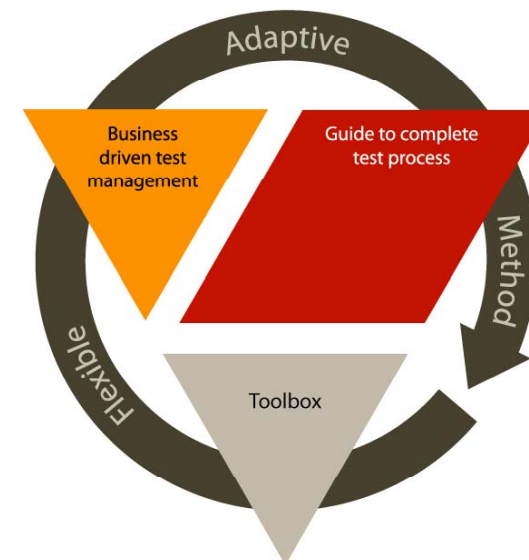 Adaptive
Business
driven test
management
Guide to complete
test process
Method
Flexible
Toolbox